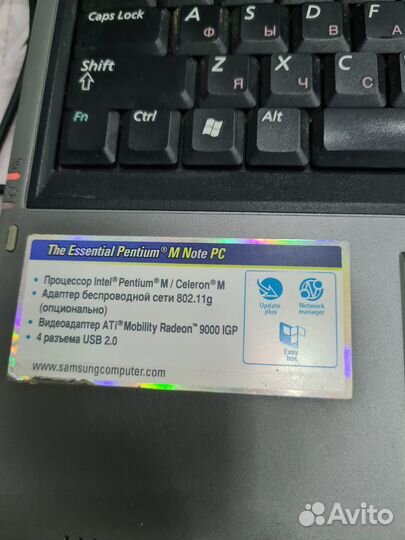 Caps Lock A Ф S Ы D В F А
Shift Z Я X Ч C С
Fn Ctrl Alt
The Essential Pentium® M Note PC
• Процессор Intel® Pentium® M / Celeron® M
• Адаптер беспроводной сети 802.11g
(опционально)
• Видеоадаптер ATI® Mobility Radeon™ 9000 IGP
• 4 разъема USB 2.0
www.samsungcomputer.com
Update
plus
Network
manager
Easy
box
Avito